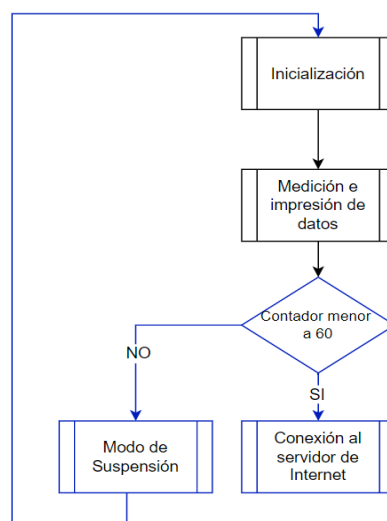 Inicialización
Medición e
impresión de
datos
Contador menor
a 60
NO
SI
Modo de
Suspensión
Conexión al
servidor de
Internet